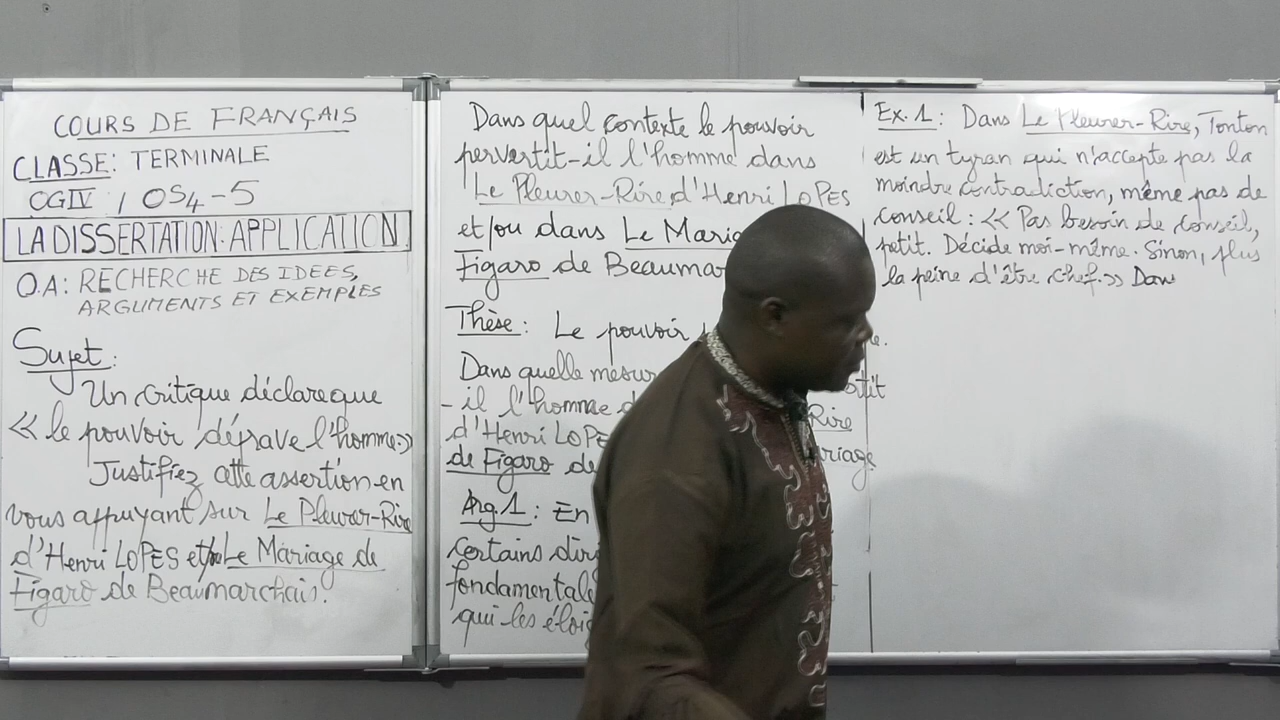 COURS DE FRANÇAIS
CLASSE: TERMINALE
CGIV / OS4-5
LA DISSERTATION: APPLICATION
O.A: RECHERCHE DES IDEES,
ARGUMENTS ET EXEMPLES
Sujet:
Un critique déclare que
<< le pouvoir déprave l'homme>>
Justifiez cette assertion en
vous appuyant sur Le Pleurer-Rire
d'Henri LOPES et/ou Le Mariage de
Figaro de Beaumarchais.
Dans quel contexte le pouvoir
pervertit-il l'homme dans
Le Pleurer-Rire d'Henri LOPES
et/ou dans Le
Figaro de
Thèse: Le pouvoir
Dans quelle
-il l'homme
d'Henri LOPES Rire
de Figaro de
Arg.1: En
Certains
qui les
Ex.1: Dans Le Pleurer-Rire, Tonton
est un tyran qui n'accepte pas la
moindre contradiction, même pas de
conseil: << Pas besoin de conseil,
petit. Décide moi-même. Sinon, plus
la peine d'être chef.>> Dans